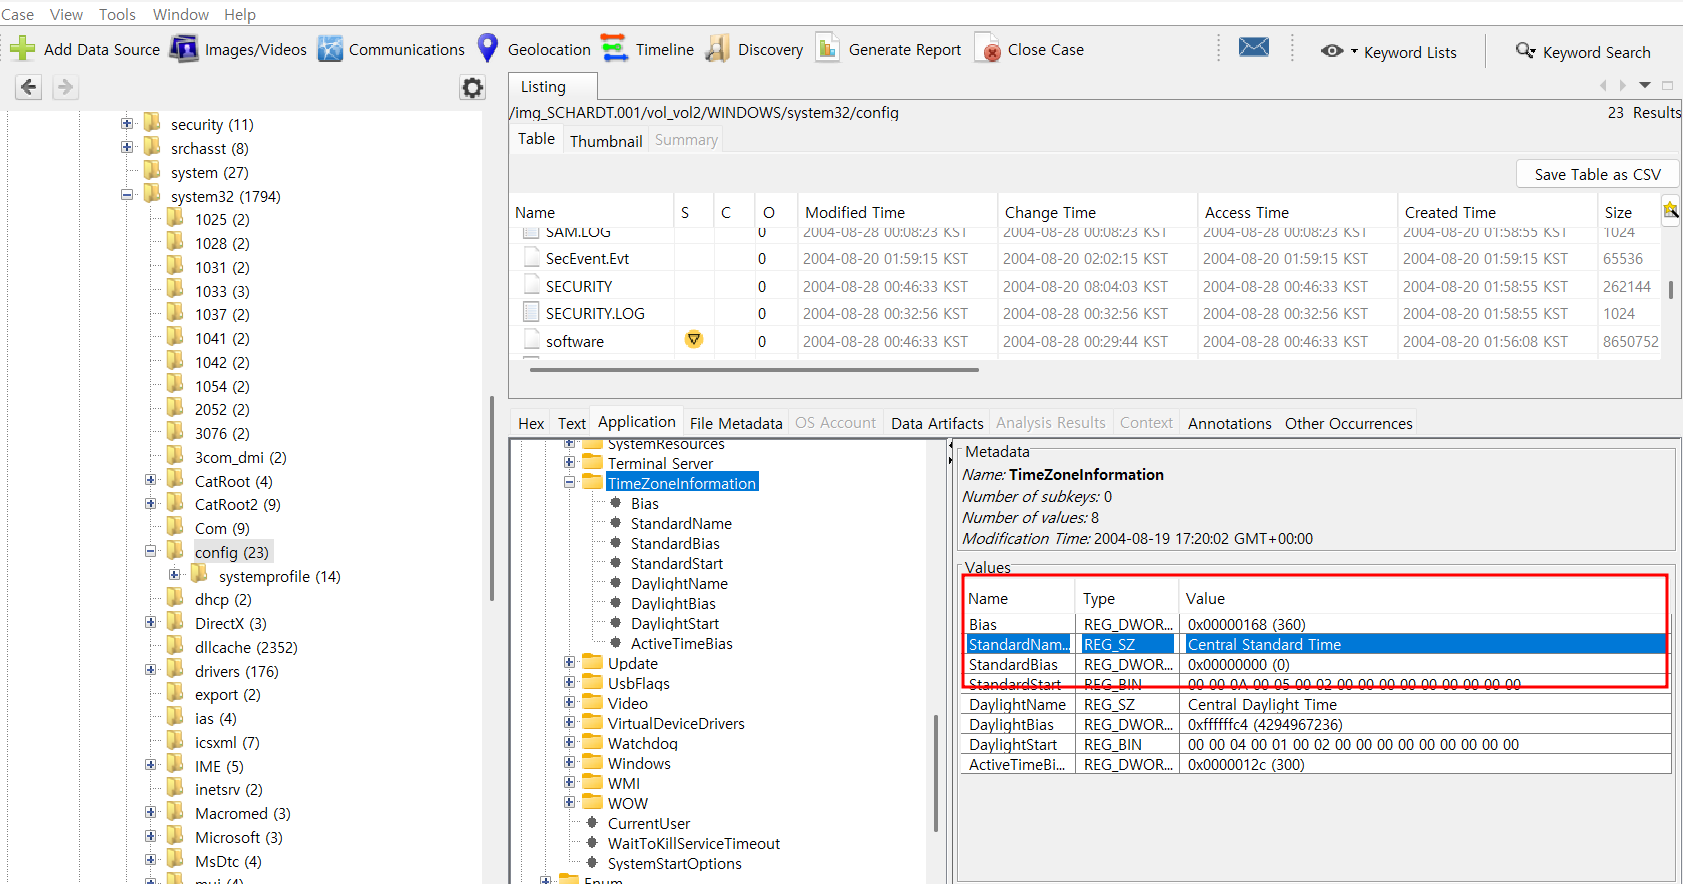 Case View Tools Window Help
Add Data Source Images/Videos Communications Geolocation Timeline Discovery Generate Report Close Case Keyword Lists Keyword Search
security (11)
srchasst (8)
system (27)
system32 (1794)
1025 (2)
1028 (2)
1031 (2)
1033 (3)
1037 (2)
1041 (2)
1042 (2)
1054 (2)
2052 (2)
3076 (2)
3com_dmi (2)
CatRoot (4)
CatRoot2 (9)
Com (9)
config (23)
systemprofile (14)
dhcp (2)
DirectX (3)
dllcache (2352)
drivers (176)
export (2)
ias (4)
icsxml (7)
IME (5)
inetsrv (2)
Macromed (3)
Microsoft (3)
MsDtc (4)
mui (4)
Listing
/img_SCHARDT.001/vol_vol2/WINDOWS/system32/config 23 Results
Table Thumbnail Summary
Save Table as CSV
Name S C O Modified Time Change Time Access Time Created Time Size
SAM.LOG 0 2004-08-28 00:08:23 KST 2004-08-28 00:08:23 KST 2004-08-28 00:08:23 KST 2004-08-20 01:58:55 KST 1024
SecEvent.Evt 0 2004-08-20 01:59:15 KST 2004-08-20 02:02:15 KST 2004-08-20 01:59:15 KST 2004-08-20 01:59:15 KST 65536
SECURITY 0 2004-08-28 00:46:33 KST 2004-08-20 08:04:03 KST 2004-08-28 00:46:33 KST 2004-08-20 01:58:55 KST 262144
SECURITY.LOG 0 2004-08-28 00:32:56 KST 2004-08-28 00:32:56 KST 2004-08-28 00:32:56 KST 2004-08-20 01:58:55 KST 1024
software 0 2004-08-28 00:46:33 KST 2004-08-28 00:29:44 KST 2004-08-28 00:46:33 KST 2004-08-20 01:56:08 KST 8650752
Hex Text Application File Metadata OS Account Data Artifacts Analysis Results Context Annotations Other Occurrences
SystemResources
Terminal Server
TimeZoneInformation
Bias
StandardName
StandardBias
StandardStart
DaylightName
DaylightBias
DaylightStart
ActiveTimeBias
Update
UsbFlags
Video
VirtualDeviceDrivers
Watchdog
Windows
WMI
WOW
CurrentUser
WaitToKillServiceTimeout
SystemStartOptions
Enum
Metadata
Name: TimeZoneInformation
Number of subkeys: 0
Number of values: 8
Modification Time: 2004-08-19 17:20:02 GMT+00:00
Values
Name Type Value
Bias REG_DWOR... 0x00000168 (360)
StandardNam... REG_SZ Central Standard Time
StandardBias REG_DWOR... 0x00000000 (0)
StandardStart REG_BIN 00 00 0A 00 05 00 02 00 00 00 00 00 00 00 00 00
DaylightName REG_SZ Central Daylight Time
DaylightBias REG_DWOR... 0xffffffc4 (4294967236)
DaylightStart REG_BIN 00 00 04 00 01 00 02 00 00 00 00 00 00 00 00 00
ActiveTimeBi... REG_DWOR... 0x0000012c (300)